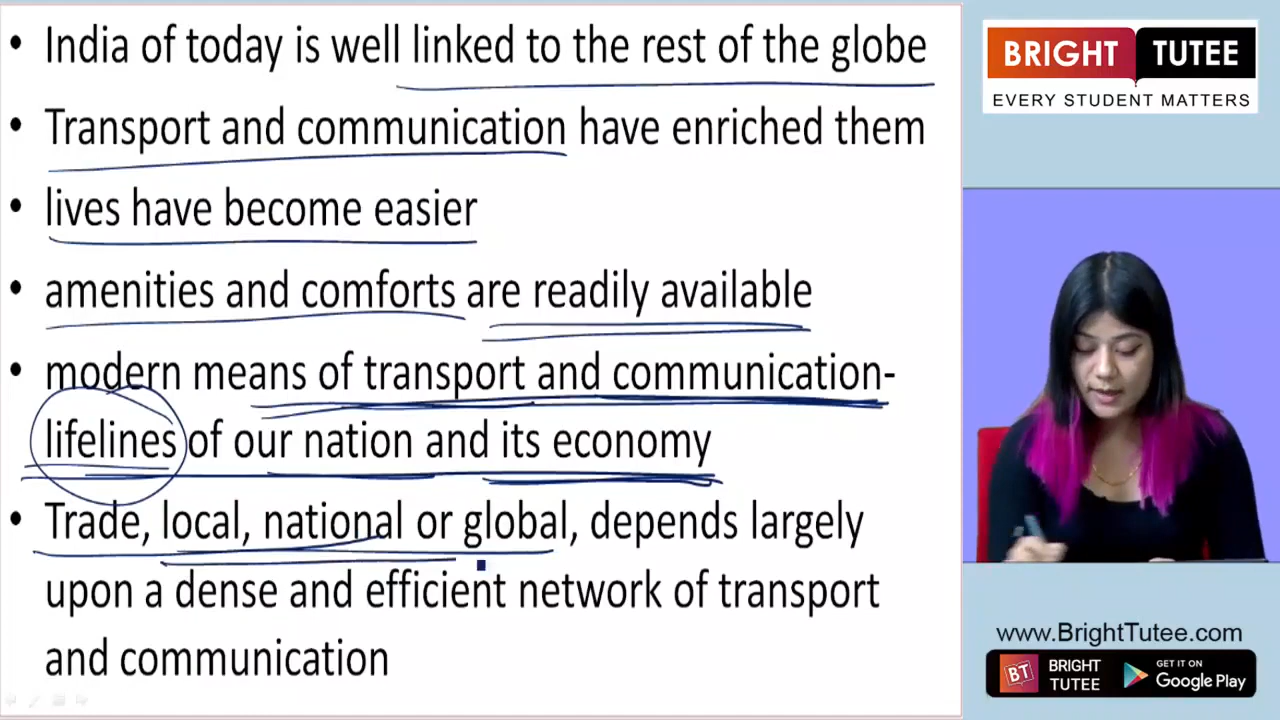 • India of today is well linked to the rest of the globe
• Transport and communication have enriched them
• lives have become easier
• amenities and comforts are readily available
• modern means of transport and communication-
lifelines of our nation and its economy
• Trade, local, national or global, depends largely
upon a dense and efficient network of transport
and communication
BRIGHT TUTEE
EVERY STUDENT MATTERS
www.BrightTutee.com
BT BRIGHT TUTEE
GET IT ON
Google Play